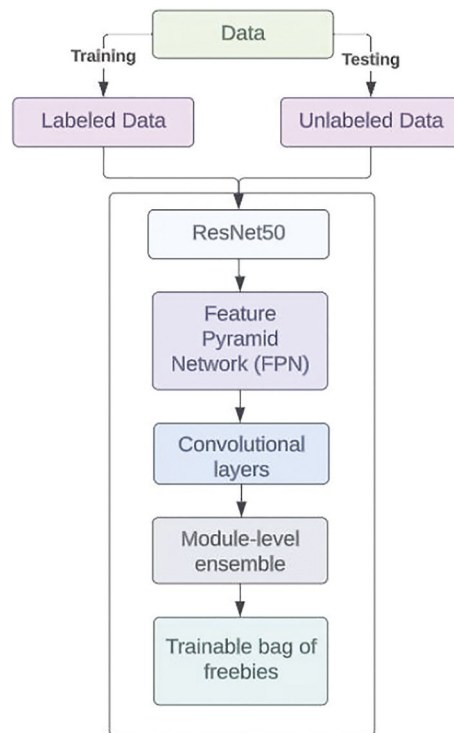 Data
Training
Testing
Labeled Data
Unlabeled Data
ResNet50
Feature
Pyramid
Network (FPN)
Convolutional
layers
Module-level
ensemble
Trainable bag of
freebies